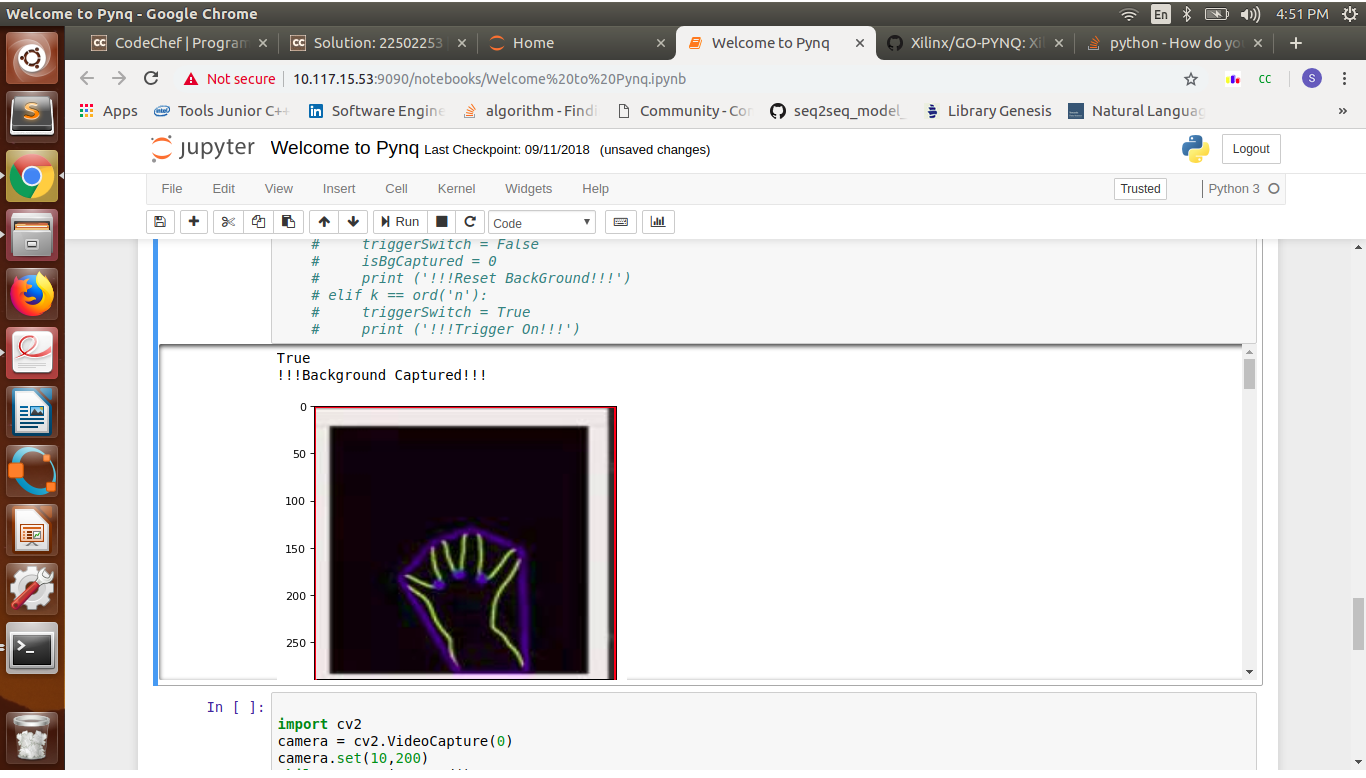 Welcome to Pynq - Google Chrome
En
4:51 PM
CodeChef | Program
Solution: 22502253
Home
Welcome to Pynq
Xilinx/GO-PYNQ: Xil
python - How do you
Not secure
10.117.15.53:9090/notebooks/Welcome%20to%20Pynq.ipynb
CC
S
Apps
Tools Junior C++
Software Engine
algorithm - Findi
Community - Con
seq2seq_model_
Library Genesis
Natural Languag
»
jupyter Welcome to Pynq Last Checkpoint: 09/11/2018 (unsaved changes)
Logout
File Edit View Insert Cell Kernel Widgets Help
Trusted
Python 3
Run
Code
# triggerSwitch = False
# isBgCaptured = 0
# print ('!!!Reset BackGround!!!')
# elif k == ord('n'):
# triggerSwitch = True
# print ('!!!Trigger On!!!')
True
!!!Background Captured!!!
0
50
100
150
200
250
In [ ]:
import cv2
camera = cv2.VideoCapture(0)
camera.set(10,200)